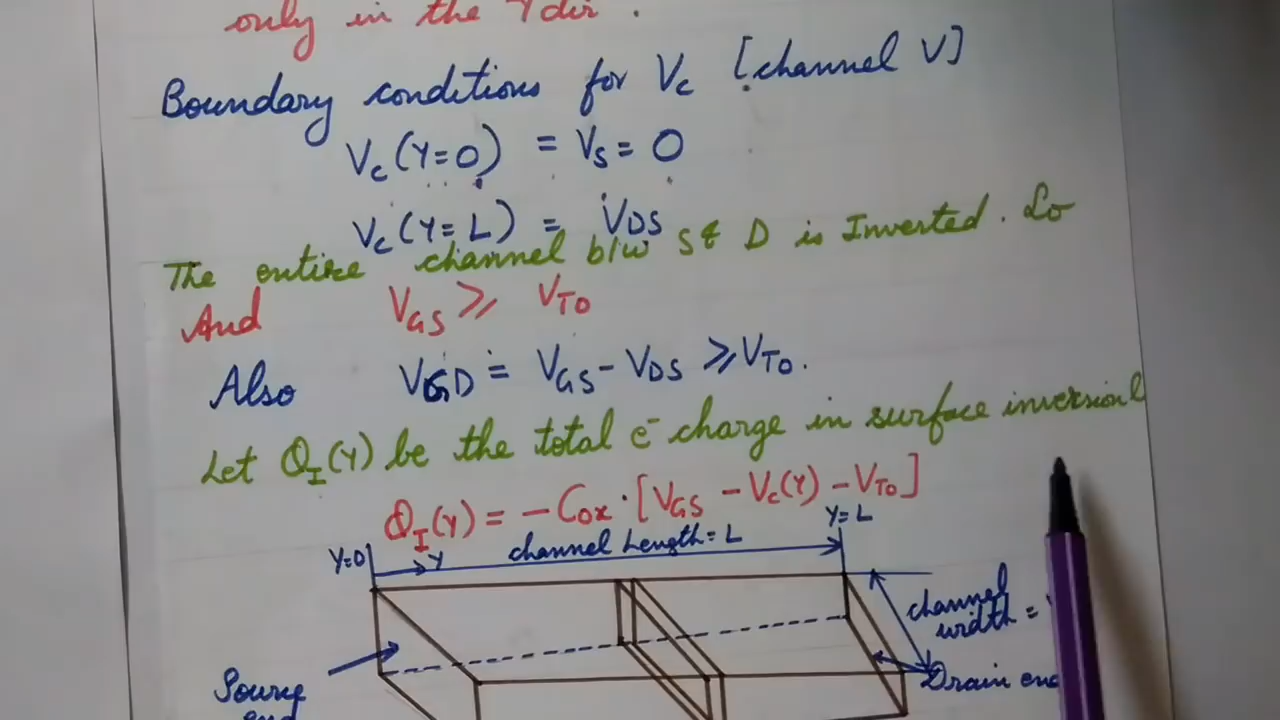 only in the Y dir .
Boundary conditions for Vc [channel V]
Vc (Y=0) = Vs = 0
Vc (Y=L) = VDS
The entire channel b/w S & D is Inverted. So
And VGS ⩾ VTO
Also VGD = VGS - VDS ⩾ VTO.
Let QI(Y) be the total e⁻ charge in surface inversion
QI(Y) = -Cox·[VGS - Vc(Y) - VTO]
Y=0 Y channel Length = L Y=L
channel width =
Source end
Drain end